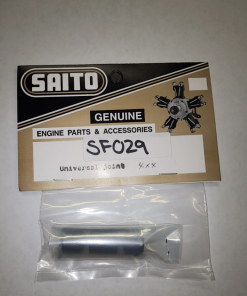 SAITO
GENUINE
ENGINE PARTS & ACCESSORIES
SF029
Universal joint